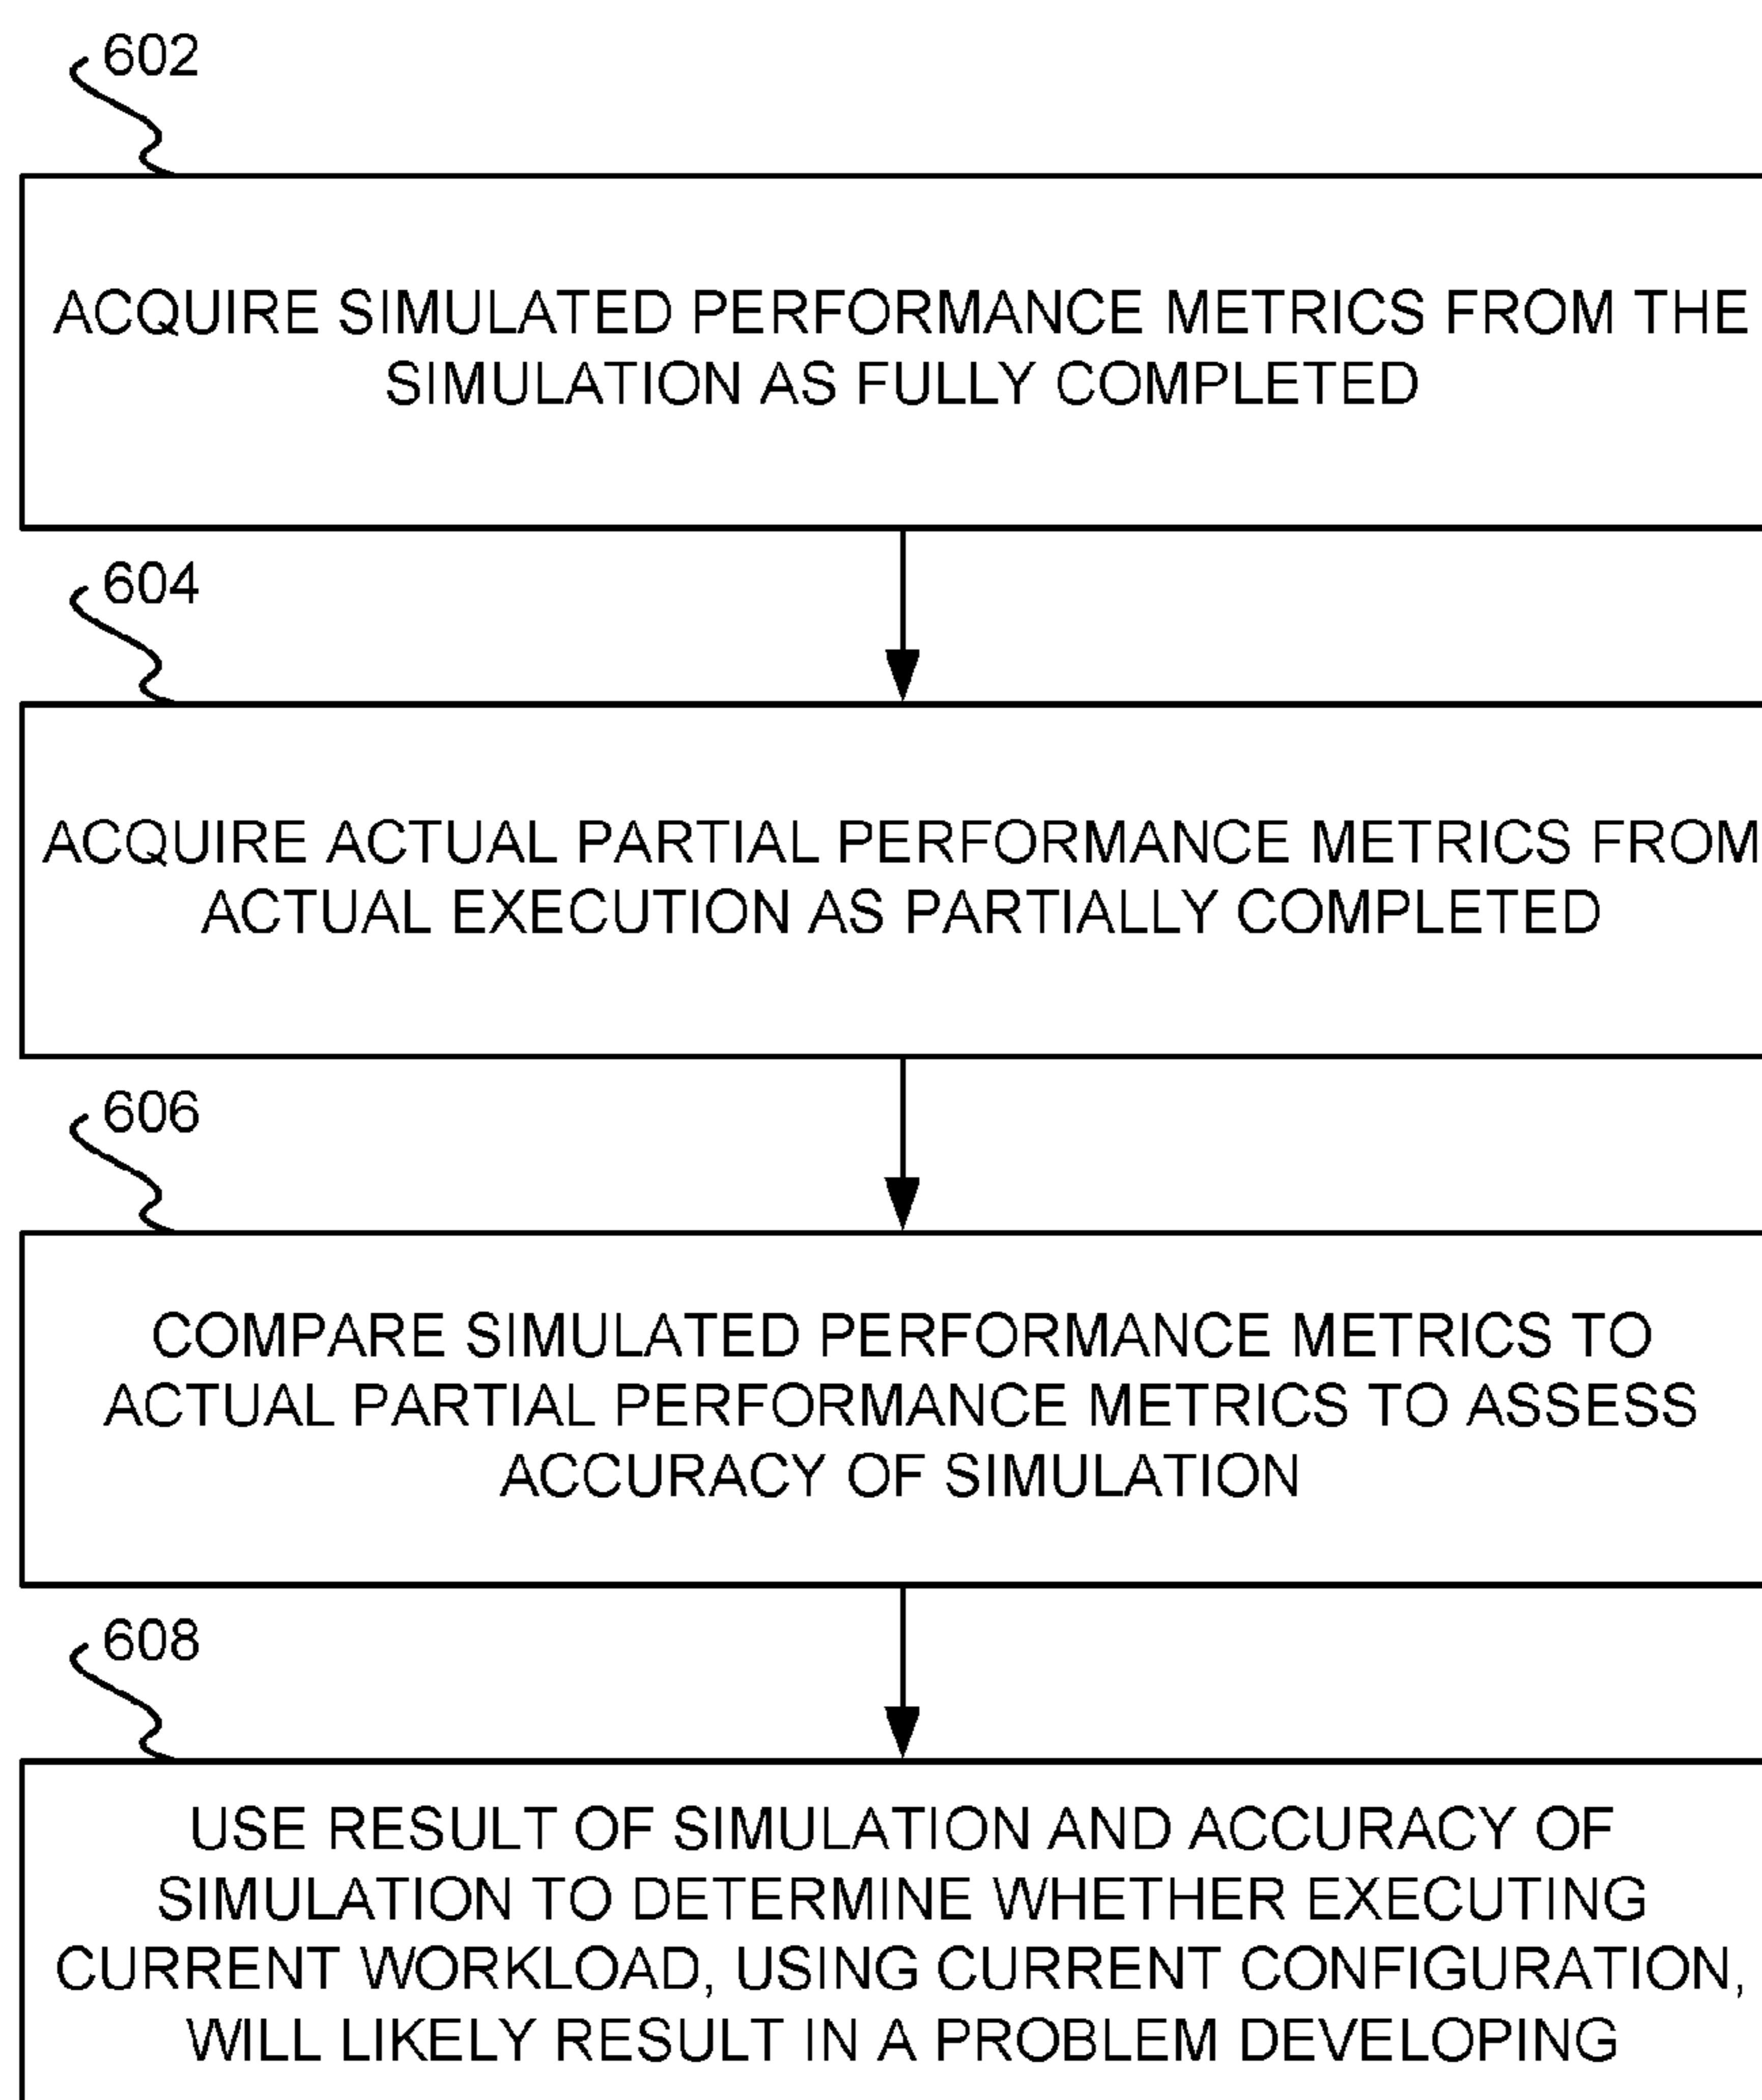 602
ACQUIRE SIMULATED PERFORMANCE METRICS FROM THE
SIMULATION AS FULLY COMPLETED
604
ACQUIRE ACTUAL PARTIAL PERFORMANCE METRICS FROM
ACTUAL EXECUTION AS PARTIALLY COMPLETED
606
COMPARE SIMULATED PERFORMANCE METRICS TO
ACTUAL PARTIAL PERFORMANCE METRICS TO ASSESS
ACCURACY OF SIMULATION
608
USE RESULT OF SIMULATION AND ACCURACY OF
SIMULATION TO DETERMINE WHETHER EXECUTING
CURRENT WORKLOAD, USING CURRENT CONFIGURATION,
WILL LIKELY RESULT IN A PROBLEM DEVELOPING